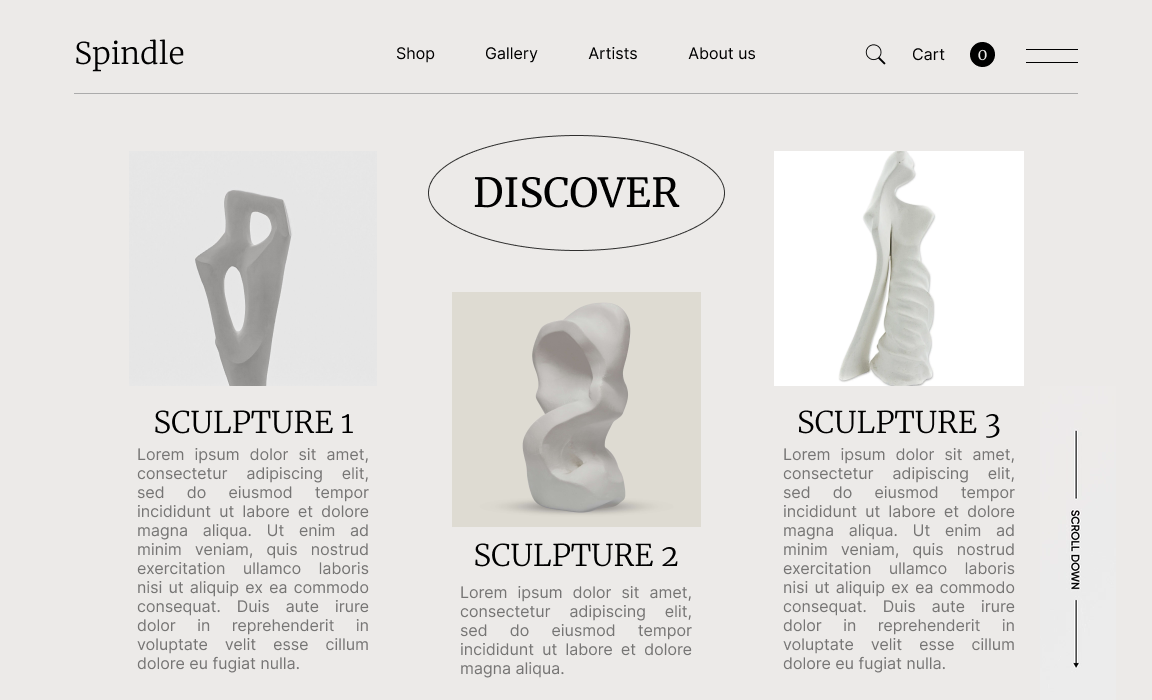 Spindle
Shop Gallery Artists About us Cart 0
DISCOVER
SCULPTURE 1
Lorem ipsum dolor sit amet,
consectetur adipiscing elit,
sed do eiusmod tempor
incididunt ut labore et dolore
magna aliqua. Ut enim ad
minim veniam, quis nostrud
exercitation ullamco laboris
nisi ut aliquip ex ea commodo
consequat. Duis aute irure
dolor in reprehenderit in
voluptate velit esse cillum
dolore eu fugiat nulla.
SCULPTURE 2
Lorem ipsum dolor sit amet,
consectetur adipiscing elit,
sed do eiusmod tempor
incididunt ut labore et dolore
magna aliqua.
SCULPTURE 3
Lorem ipsum dolor sit amet,
consectetur adipiscing elit,
sed do eiusmod tempor
incididunt ut labore et dolore
magna aliqua. Ut enim ad
minim veniam, quis nostrud
exercitation ullamco laboris
nisi ut aliquip ex ea commodo
consequat. Duis aute irure
dolor in reprehenderit in
voluptate velit esse cillum
dolore eu fugiat nulla.
SCROLL DOWN